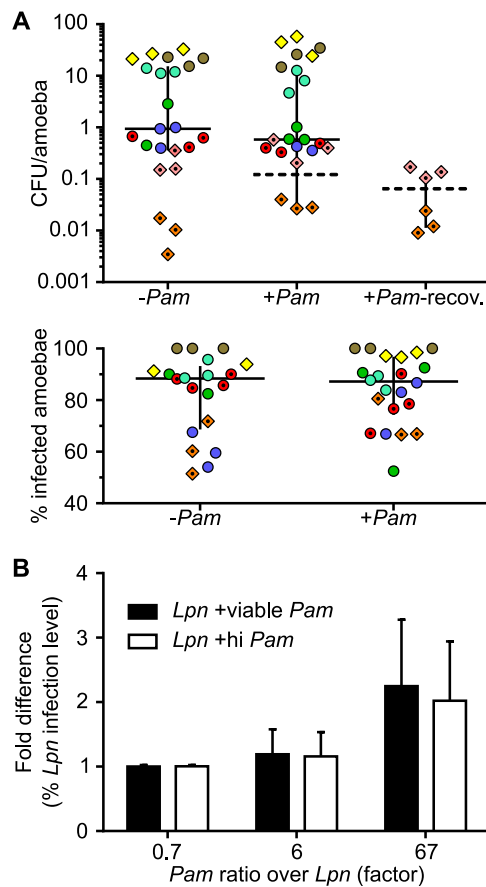 A
CFU/amoeba
100
10
1
0.1
0.01
0.001
-Pam
+Pam
+Pam-recov.
% infected amoebae
100
80
60
40
-Pam
+Pam
B
Fold difference
(% Lpn infection level)
4
3
2
1
0
Lpn +viable Pam
Lpn +hi Pam
0.7
6
67
Pam ratio over Lpn (factor)